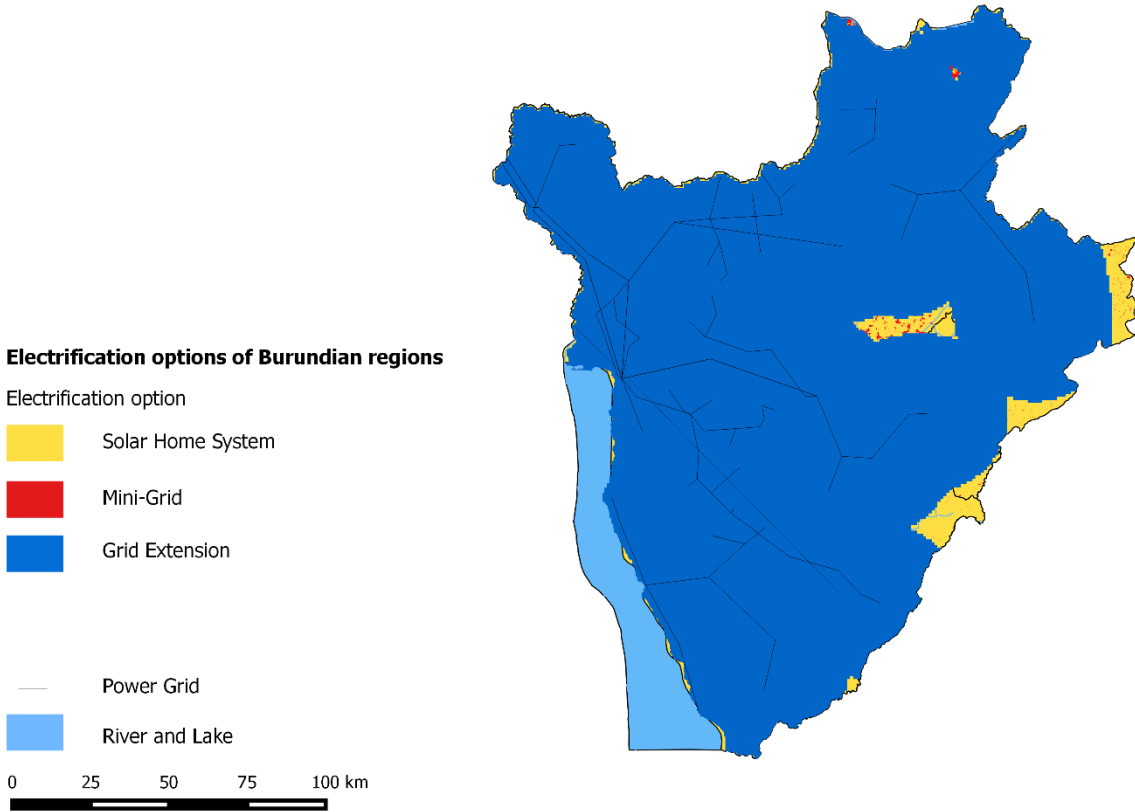 Electrification options of Burundian regions
Electrification option
Solar Home System
Mini-Grid
Grid Extension
Power Grid
River and Lake
0 25 50 75 100 km